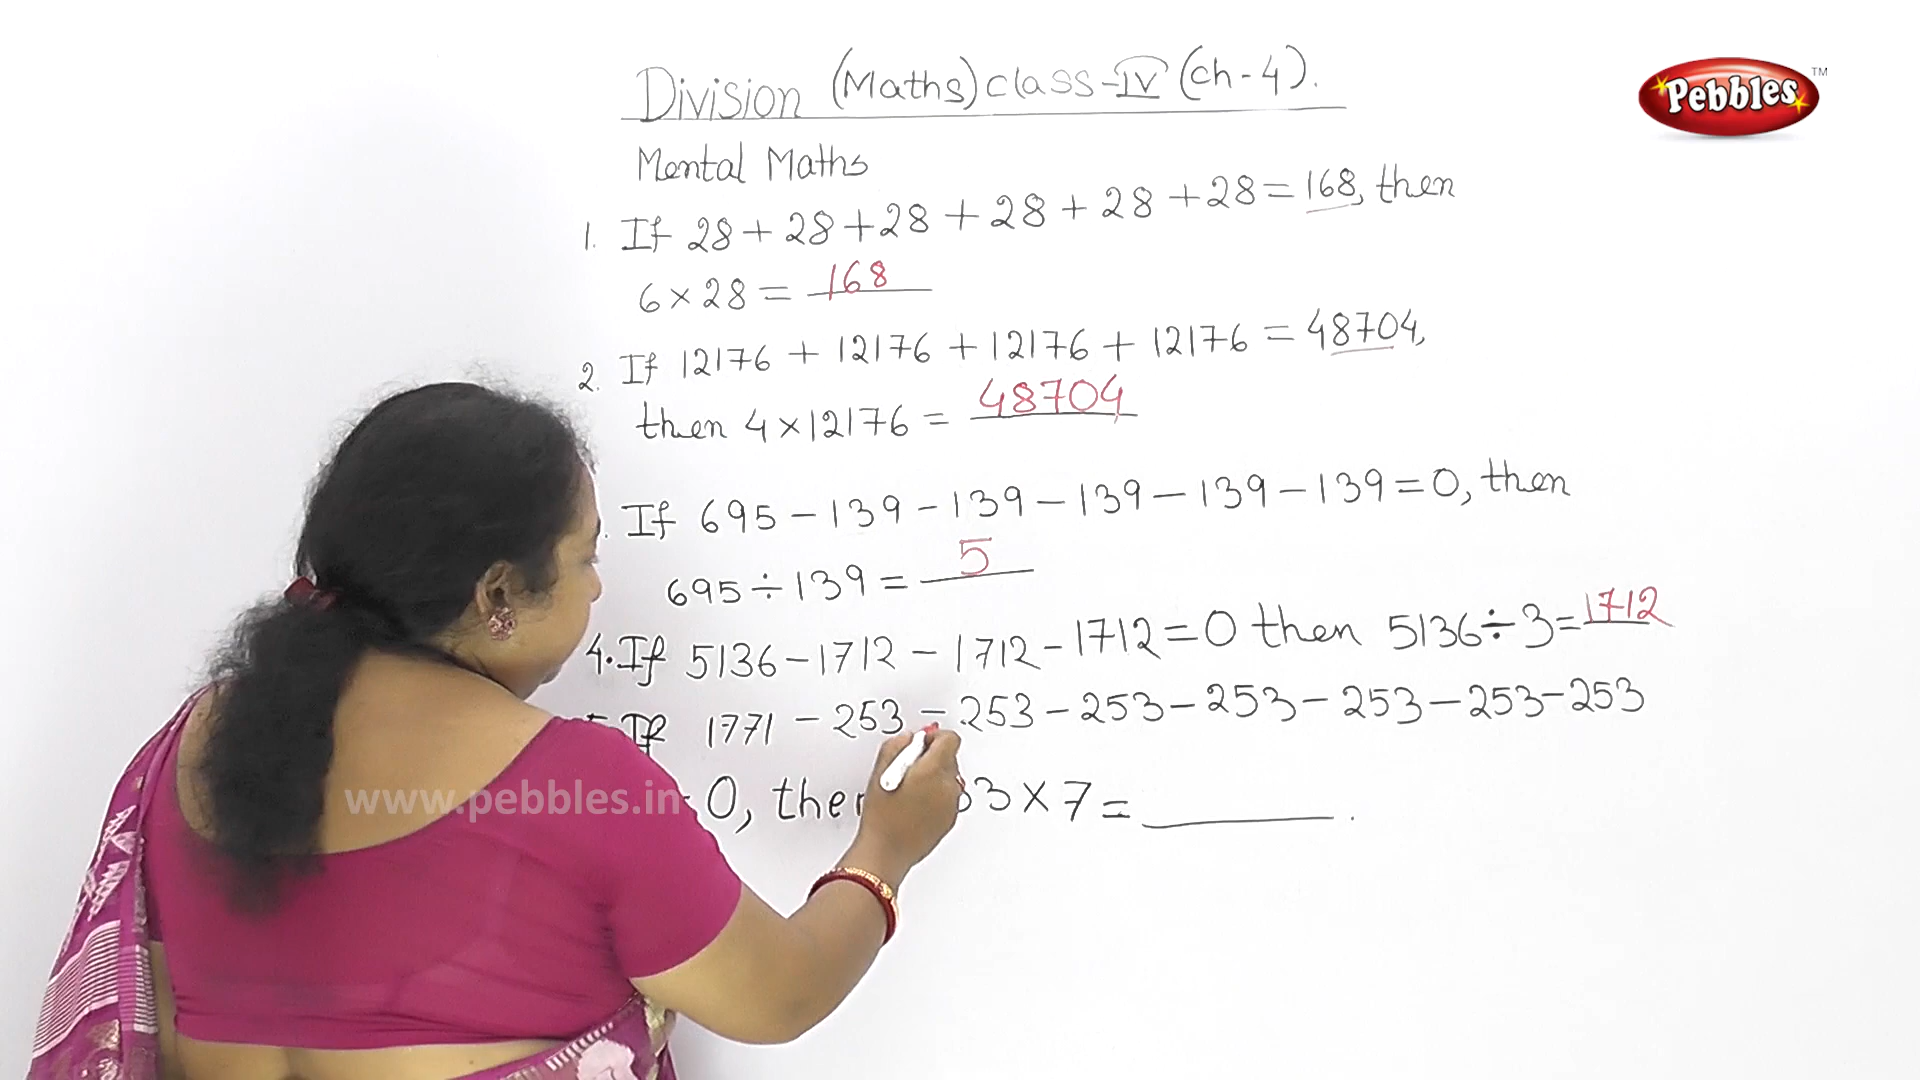 Division (Maths) class-IV (ch-4).
Pebbles TM
Mental Maths
1. If 28 + 28 + 28 + 28 + 28 + 28 = 168, then
6 × 28 = 168
2. If 12176 + 12176 + 12176 + 12176 = 48704,
then 4 × 12176 = 48704
. If 695 - 139 - 139 - 139 - 139 - 139 = 0, then
695 ÷ 139 = 5
4. If 5136 - 1712 - 1712 - 1712 = 0 then 5136 ÷ 3 = 1712
If 1771 - 253 - 253 - 253 - 253 - 253 - 253 - 253
= 0, then 3 × 7 = ______.
www.pebbles.in